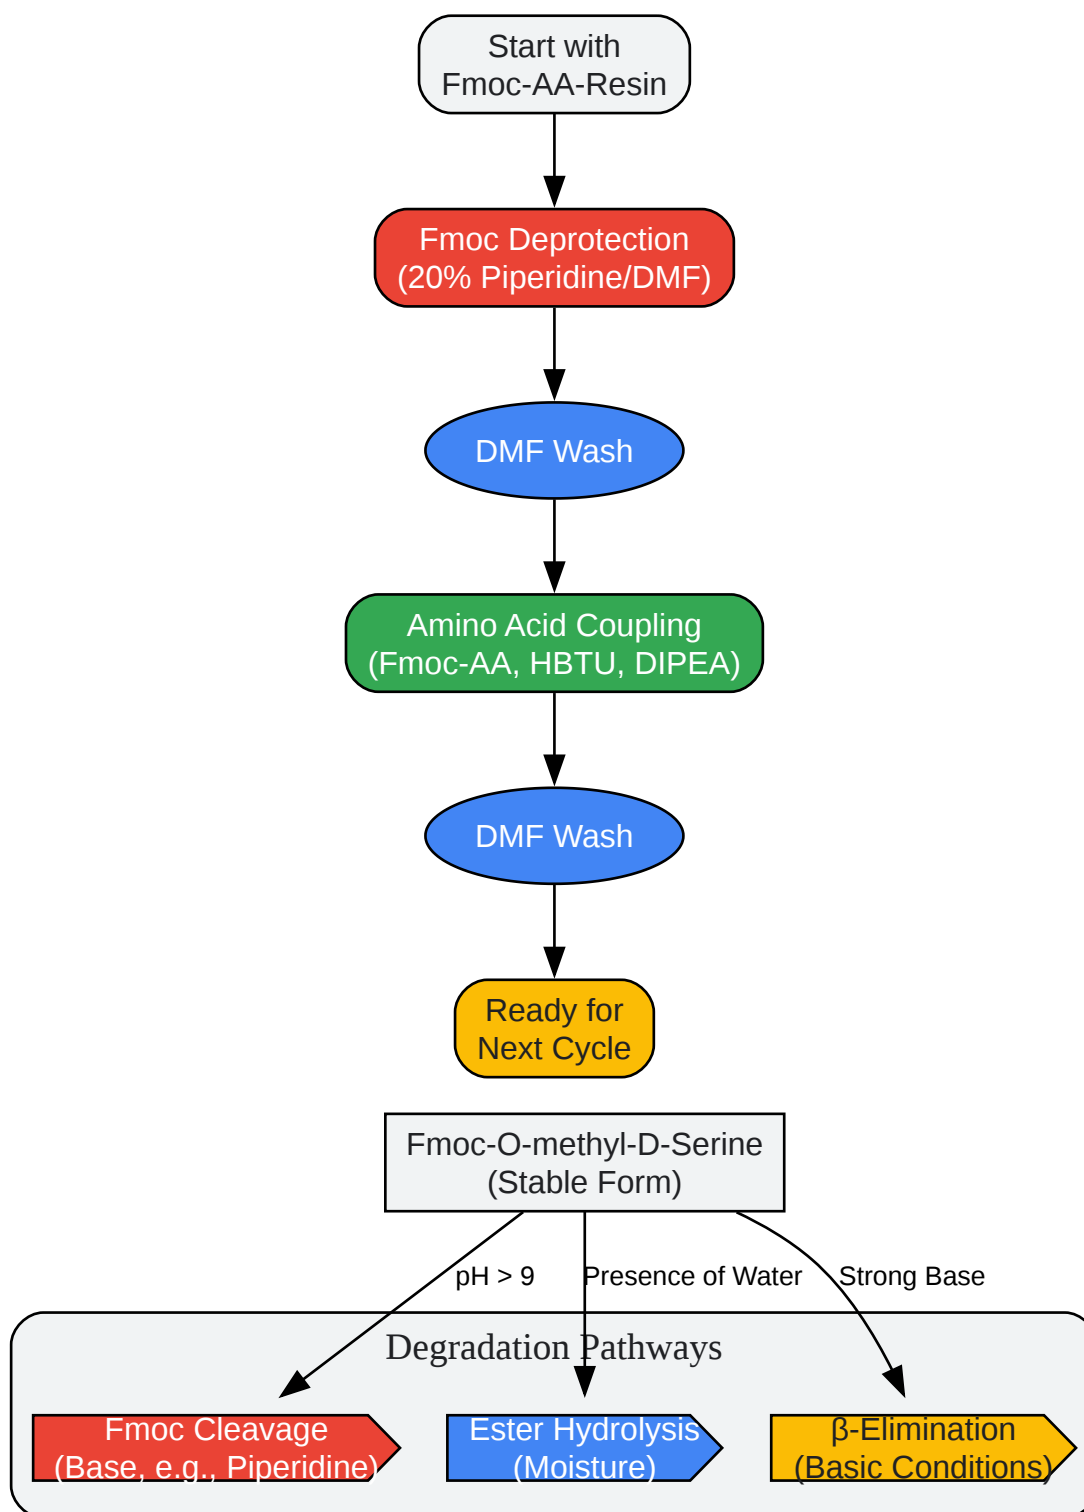 Start with
Fmoc-AA-Resin
Fmoc Deprotection
(20% Piperidine/DMF)
DMF Wash
Amino Acid Coupling
(Fmoc-AA, HBTU, DIPEA)
DMF Wash
Ready for
Next Cycle
Fmoc-O-methyl-D-Serine
(Stable Form)
pH > 9
Presence of Water
Strong Base
Degradation Pathways
Fmoc Cleavage
(Base, e.g., Piperidine)
Ester Hydrolysis
(Moisture)
β-Elimination
(Basic Conditions)